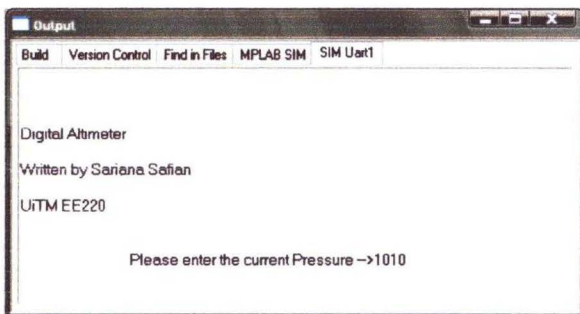 Output
Build Version Control Find in Files MPLAB SIM SIM Uart1
Digital Altimeter
Written by Sariana Safian
UiTM EE220
Please enter the current Pressure -->1010